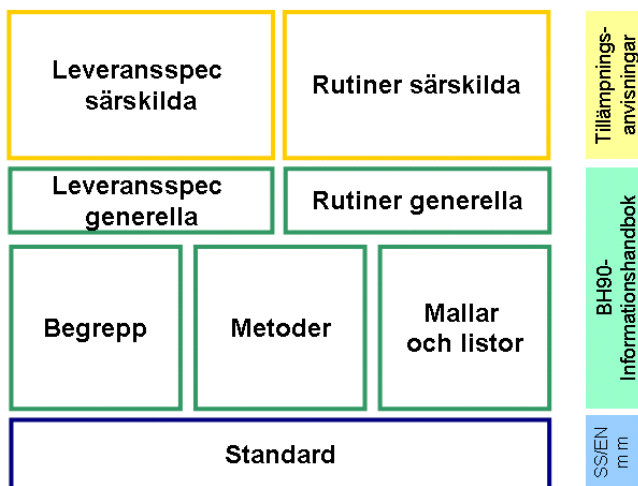 Leveransspec
särskilda
Rutiner särskilda
Tillämpnings-
anvisningar
Leveransspec
generella
Rutiner generella
Begrepp
Metoder
Mallar
och listor
BH90-
Informationshandbok
Standard
SS/EN
m m